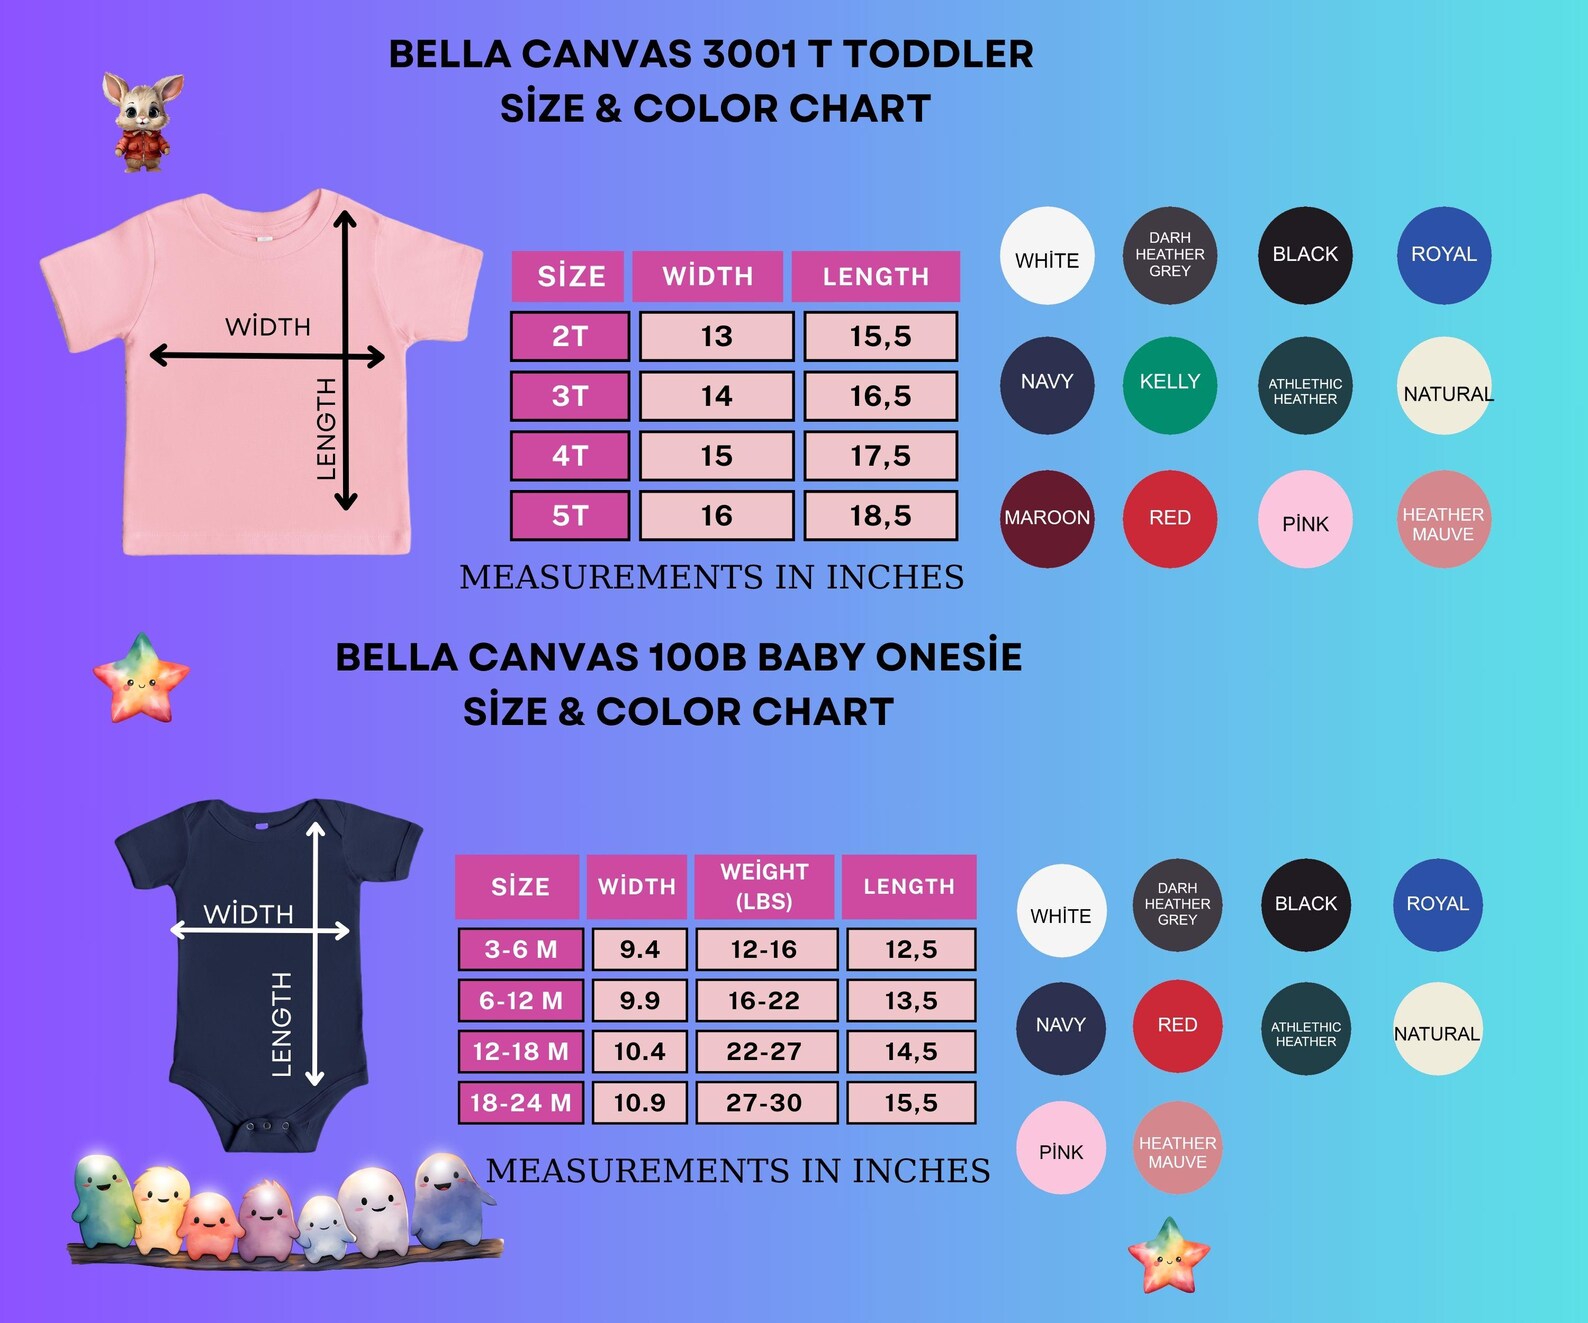 BELLA CANVAS 3001 T TODDLER
SİZE & COLOR CHART
WİDTH
LENGTH
SİZE WİDTH LENGTH
2T 13 15,5
3T 14 16,5
4T 15 17,5
5T 16 18,5
MEASUREMENTS IN INCHES
WHİTE
DARH
HEATHER
GREY
BLACK
ROYAL
NAVY
KELLY
ATHLETHIC
HEATHER
NATURAL
MAROON
RED
PİNK
HEATHER
MAUVE
BELLA CANVAS 100B BABY ONESİE
SİZE & COLOR CHART
WİDTH
LENGTH
SİZE WİDTH WEİGHT (LBS) LENGTH
3-6 M 9.4 12-16 12,5
6-12 M 9.9 16-22 13,5
12-18 M 10.4 22-27 14,5
18-24 M 10.9 27-30 15,5
MEASUREMENTS IN INCHES
WHİTE
DARH
HEATHER
GREY
BLACK
ROYAL
NAVY
RED
ATHLETHIC
HEATHER
NATURAL
PİNK
HEATHER
MAUVE